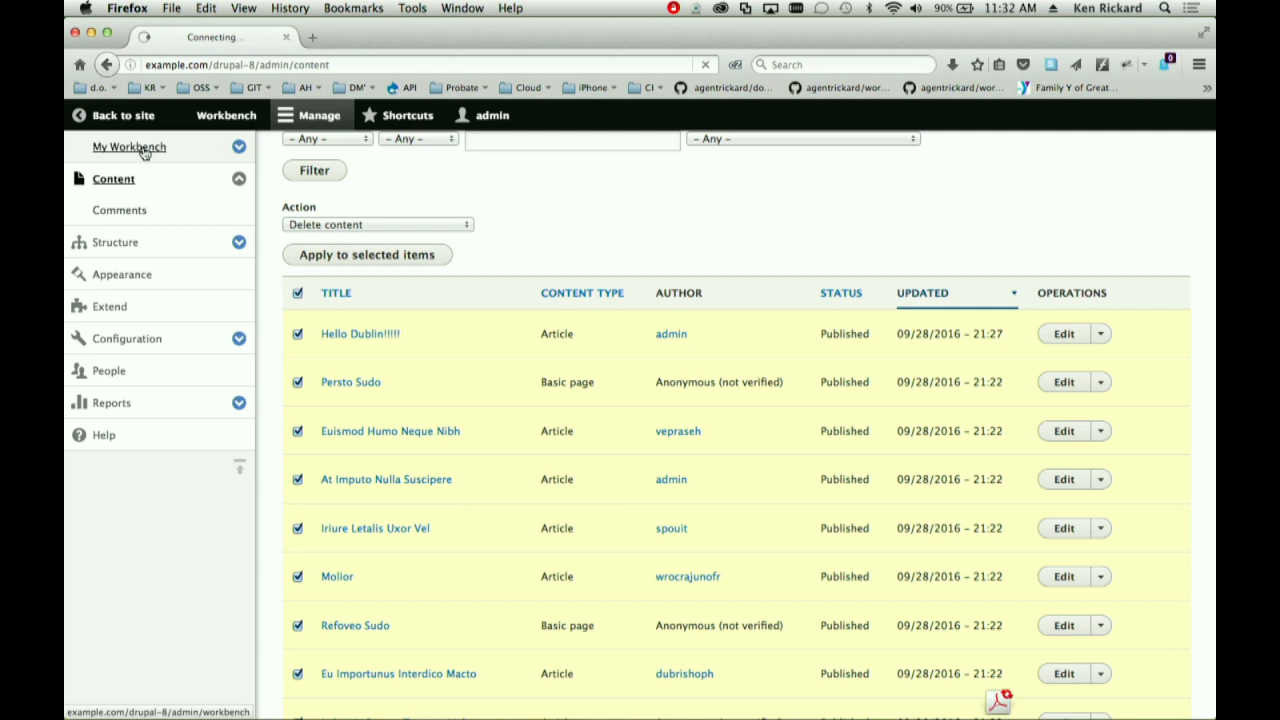 Firefox File Edit View History Bookmarks Tools Window Help 90% 11:32 AM Ken Rickard
Connecting...
example.com/drupal-8/admin/content Search 0
d.o. KR OSS GIT AH DM' API Probate Cloud iPhone CI agentrickard/do... agentrickard/wor... agentrickard/wor... Family Y of Great...
Back to site Workbench Manage Shortcuts admin
My Workbench
Content
Comments
Structure
Appearance
Extend
Configuration
People
Reports
Help
- Any - - Any - - Any -
Filter
Action
Delete content
Apply to selected items
TITLE CONTENT TYPE AUTHOR STATUS UPDATED OPERATIONS
Hello Dublin!!!!! Article admin Published 09/28/2016 - 21:27 Edit
Persto Sudo Basic page Anonymous (not verified) Published 09/28/2016 - 21:22 Edit
Euismod Humo Neque Nibh Article vepraseh Published 09/28/2016 - 21:22 Edit
At Imputo Nulla Suscipere Article admin Published 09/28/2016 - 21:22 Edit
Iriure Letalis Uxor Vel Article spouit Published 09/28/2016 - 21:22 Edit
Molior Article wrocrajunofr Published 09/28/2016 - 21:22 Edit
Refoveo Sudo Basic page Anonymous (not verified) Published 09/28/2016 - 21:22 Edit
Eu Importunus Interdico Macto Article dubrishoph Published 09/28/2016 - 21:22 Edit
example.com/drupal-8/admin/workbench